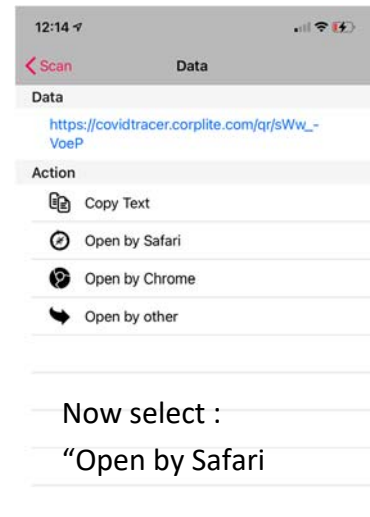 12:14
Scan Data
Data
https://covidtracer.corplite.com/qr/sWw_-
VoeP
Action
Copy Text
Open by Safari
Open by Chrome
Open by other
Now select :
“Open by Safari